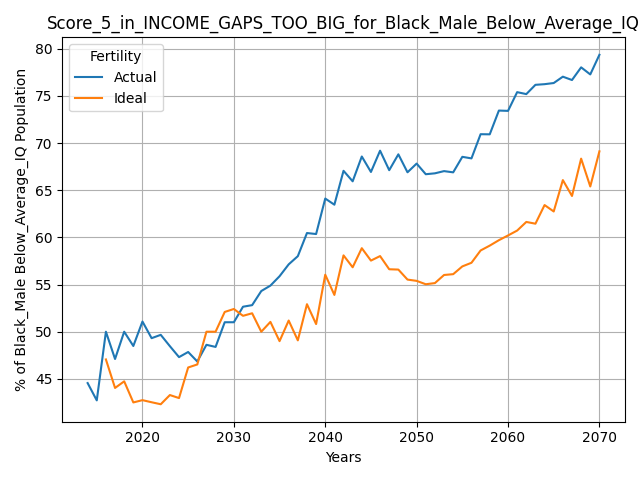 Score_5_in_INCOME_GAPS_TOO_BIG_for_Black_Male_Below_Average_IQ
Fertility
Actual
Ideal
80
75
70
65
60
55
50
45
% of Black_Male Below_Average_IQ Population
2020
2030
2040
2050
2060
2070
Years